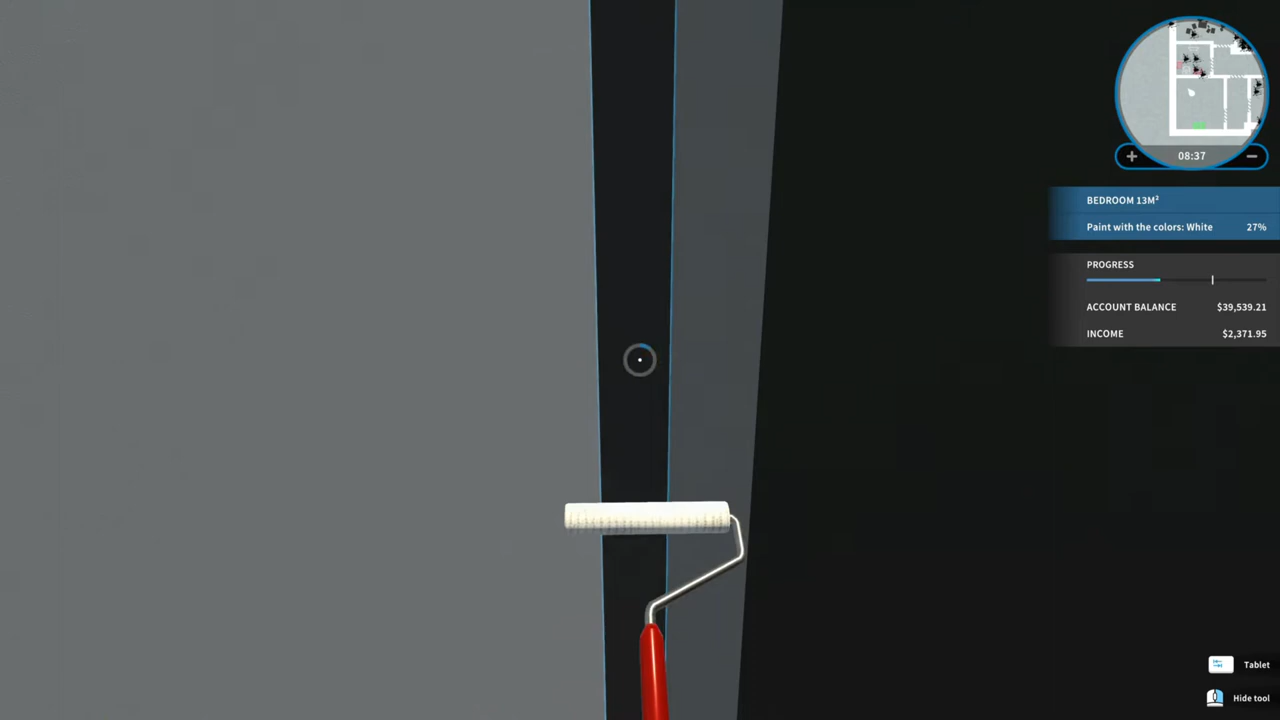 08:37
BEDROOM 13M²
Paint with the colors: White 27%
PROGRESS
ACCOUNT BALANCE $39,539.21
INCOME $2,371.95
Tablet
Hide tool